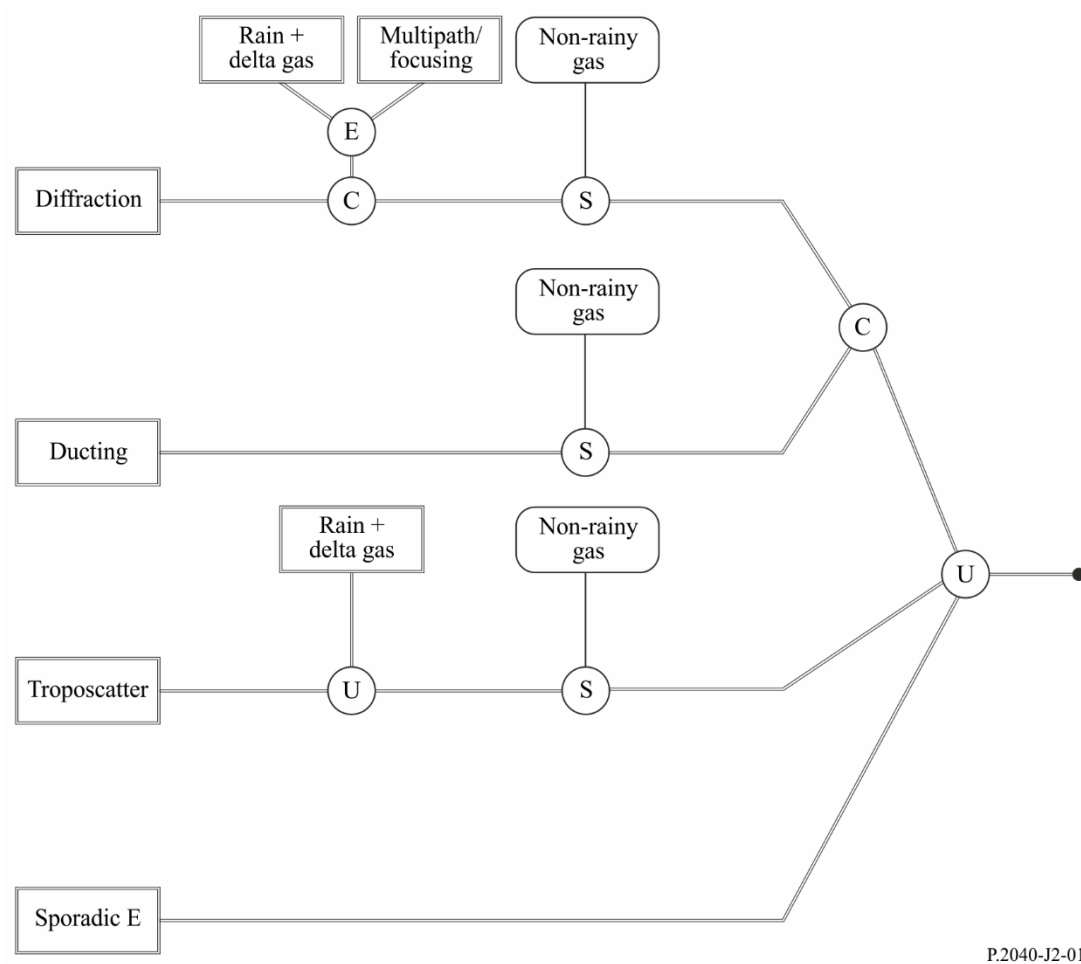 Rain +
delta gas
Multipath/
focusing
Non-rainy
gas
E
Diffraction
C
S
Non-rainy
gas
C
Ducting
S
Rain +
delta gas
Non-rainy
gas
U
Troposcatter
U
S
Sporadic E
P.2040-J2-01